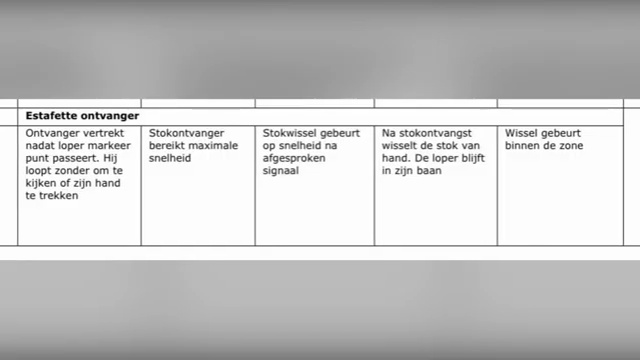 Estafette ontvanger
Ontvanger vertrekt
nadat loper markeer
punt passeert. Hij
loopt zonder om te
kijken of zijn hand
te trekken
Stokontvanger
bereikt maximale
snelheid
Stokwissel gebeurt
op snelheid na
afgesproken
signaal
Na stokontvangst
wisselt de stok van
hand. De loper blijft
in zijn baan
Wissel gebeurt
binnen de zone